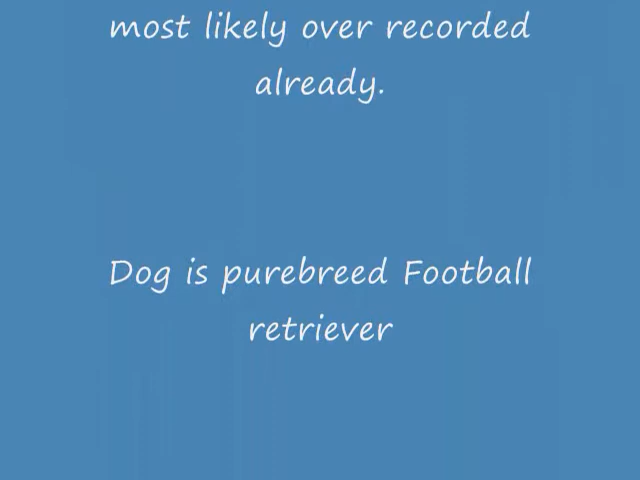 most likely over recorded
already.
Dog is purebreed Football
retriever